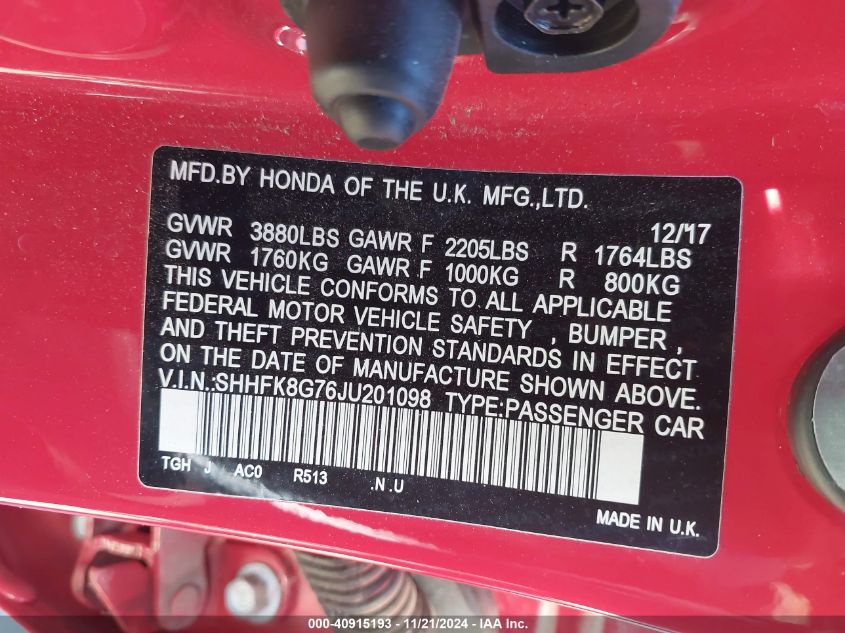 MFD.BY HONDA OF THE U.K. MFG.,LTD.
12/17
GVWR 3880LBS GAWR F 2205LBS R 1764LBS
GVWR 1760KG GAWR F 1000KG R 800KG
THIS VEHICLE CONFORMS TO ALL APPLICABLE
FEDERAL MOTOR VEHICLE SAFETY , BUMPER ,
AND THEFT PREVENTION STANDARDS IN EFFECT
ON THE DATE OF MANUFACTURE SHOWN ABOVE.
V.I.N.:SHHFK8G76JU201098 TYPE:PASSENGER CAR
TGH J AC0 R513 .N .U
MADE IN U.K.
000-40915193 - 11/21/2024 - IAA Inc.